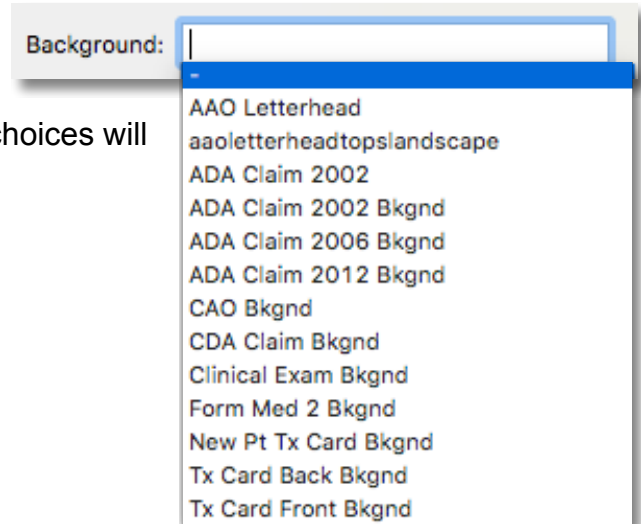 Background:
-
AAO Letterhead
choices will
aaoletterheadtopslandscape
ADA Claim 2002
ADA Claim 2002 Bkgnd
ADA Claim 2006 Bkgnd
ADA Claim 2012 Bkgnd
CAO Bkgnd
CDA Claim Bkgnd
Clinical Exam Bkgnd
Form Med 2 Bkgnd
New Pt Tx Card Bkgnd
Tx Card Back Bkgnd
Tx Card Front Bkgnd